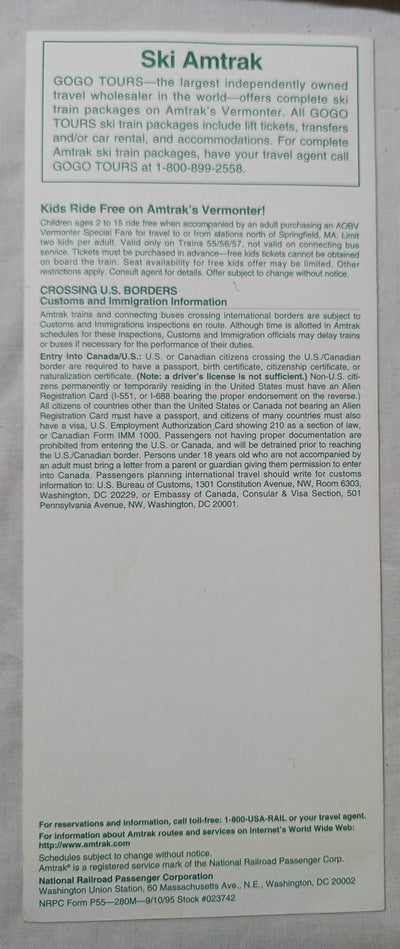 Ski Amtrak
GOGO TOURS—the largest independently owned
travel wholesaler in the world—offers complete ski
train packages on Amtrak's Vermonter. All GOGO
TOURS ski train packages include lift tickets, transfers
and/or car rental, and accommodations. For complete
Amtrak ski train packages, have your travel agent call
GOGO TOURS at 1-800-899-2558.
Kids Ride Free on Amtrak's Vermonter!
Children ages 2 to 15 ride free when accompanied by an adult purchasing an AOBV
Vermonter Special Fare for travel to or from stations north of Springfield, MA. Limit
two kids per adult. Valid only on Trains 55/56/57, not valid on connecting bus
service. Tickets must be purchased in advance—free kids tickets cannot be obtained
on board the train. Seat availability for free kids offer may be limited. Other
restrictions apply. Consult agent for details. Offer subject to change without notice.
CROSSING U.S. BORDERS
Customs and Immigration Information
Amtrak trains and connecting buses crossing international borders are subject to
Customs and Immigrations inspections en route. Although time is allotted in Amtrak
schedules for these inspections, Customs and Immigration officials may delay trains
or buses if necessary for the performance of their duties.
Entry into Canada/U.S.: U.S. or Canadian citizens crossing the U.S./Canadian
border are required to have a passport, birth certificate, citizenship certificate, or
naturalization certificate. (Note: a driver's license is not sufficient.) Non-U.S. citi-
zens permanently or temporarily residing in the United States must have an Alien
Registration Card (I-551, or I-688 bearing the proper endorsement on the reverse.)
All citizens of countries other than the United States or Canada not bearing an Alien
Registration Card must have a passport, and citizens of many countries must also
have a visa, U.S. Employment Authorization Card showing 210 as a section of law,
or Canadian Form IMM 1000. Passengers not having proper documentation are
prohibited from entering the U.S. or Canada, and will be detrained prior to reaching
the U.S./Canadian border. Persons under 18 years old who are not accompanied by
an adult must bring a letter from a parent or guardian giving them permission to enter
into Canada. Passengers planning international travel should write for customs
information to: U.S. Bureau of Customs, 1301 Constitution Avenue, NW, Room 6303,
Washington, DC 20229, or Embassy of Canada, Consular & Visa Section, 501
Pennsylvania Avenue, NW, Washington, DC 20001.
For reservations and information, call toll-free: 1-800-USA-RAIL or your travel agent.
For information about Amtrak routes and services on Internet's World Wide Web:
http://www.amtrak.com
Schedules subject to change without notice.
Amtrak® is a registered service mark of the National Railroad Passenger Corp.
National Railroad Passenger Corporation
Washington Union Station, 60 Massachusetts Ave., N.E., Washington, DC 20002
NRPC Form P55—280M—9/10/95 Stock #023742